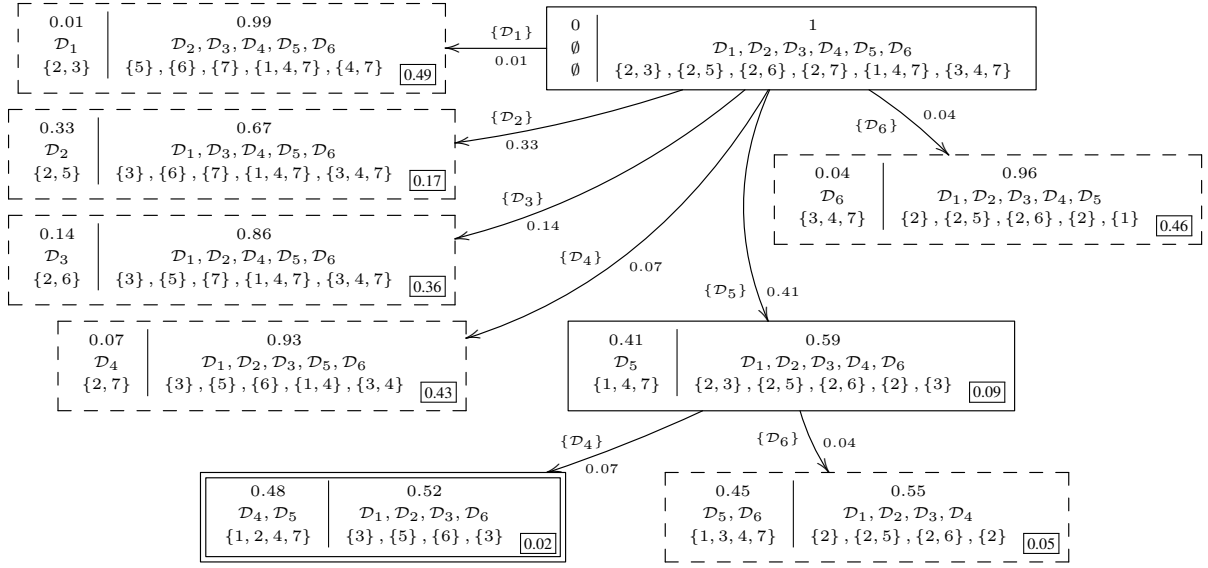 0.01 0.99
𝒟₁ 𝒟₂, 𝒟₃, 𝒟₄, 𝒟₅, 𝒟₆
{2, 3} {5} , {6} , {7} , {1, 4, 7} , {4, 7}
0.49
{𝒟₁}
0.01
0 1
∅ 𝒟₁, 𝒟₂, 𝒟₃, 𝒟₄, 𝒟₅, 𝒟₆
∅ {2, 3} , {2, 5} , {2, 6} , {2, 7} , {1, 4, 7} , {3, 4, 7}
{𝒟₂}
0.33
0.33 0.67
𝒟₂ 𝒟₁, 𝒟₃, 𝒟₄, 𝒟₅, 𝒟₆
{2, 5} {3} , {6} , {7} , {1, 4, 7} , {3, 4, 7}
0.17
{𝒟₆}
0.04
0.04 0.96
𝒟₆ 𝒟₁, 𝒟₂, 𝒟₃, 𝒟₄, 𝒟₅
{3, 4, 7} {2} , {2, 5} , {2, 6} , {2} , {1}
0.46
{𝒟₃}
0.14
0.14 0.86
𝒟₃ 𝒟₁, 𝒟₂, 𝒟₄, 𝒟₅, 𝒟₆
{2, 6} {3} , {5} , {7} , {1, 4, 7} , {3, 4, 7}
0.36
{𝒟₄}
0.07
{𝒟₅}
0.41
0.07 0.93
𝒟₄ 𝒟₁, 𝒟₂, 𝒟₃, 𝒟₅, 𝒟₆
{2, 7} {3} , {5} , {6} , {1, 4} , {3, 4}
0.43
0.41 0.59
𝒟₅ 𝒟₁, 𝒟₂, 𝒟₃, 𝒟₄, 𝒟₆
{1, 4, 7} {2, 3} , {2, 5} , {2, 6} , {2} , {3}
0.09
{𝒟₄}
0.07
{𝒟₆}
0.04
0.48 0.52
𝒟₄, 𝒟₅ 𝒟₁, 𝒟₂, 𝒟₃, 𝒟₆
{1, 2, 4, 7} {3} , {5} , {6} , {3}
0.02
0.45 0.55
𝒟₅, 𝒟₆ 𝒟₁, 𝒟₂, 𝒟₃, 𝒟₄
{1, 3, 4, 7} {2} , {2, 5} , {2, 6} , {2}
0.05